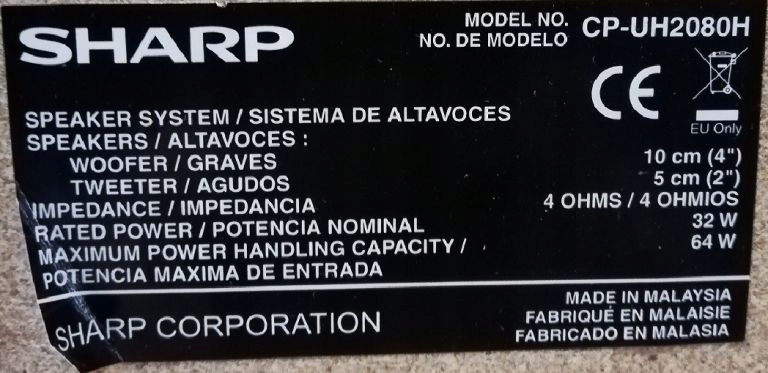 SHARP
MODEL NO. CP-UH2080H
NO. DE MODELO
CE
EU Only
SPEAKER SYSTEM / SISTEMA DE ALTAVOCES
SPEAKERS / ALTAVOCES :
WOOFER / GRAVES 10 cm (4")
TWEETER / AGUDOS 5 cm (2")
IMPEDANCE / IMPEDANCIA 4 OHMS / 4 OHMIOS
RATED POWER / POTENCIA NOMINAL 32 W
MAXIMUM POWER HANDLING CAPACITY / 64 W
POTENCIA MAXIMA DE ENTRADA
MADE IN MALAYSIA
FABRIQUÉ EN MALAISIE
FABRICADO EN MALASIA
SHARP CORPORATION